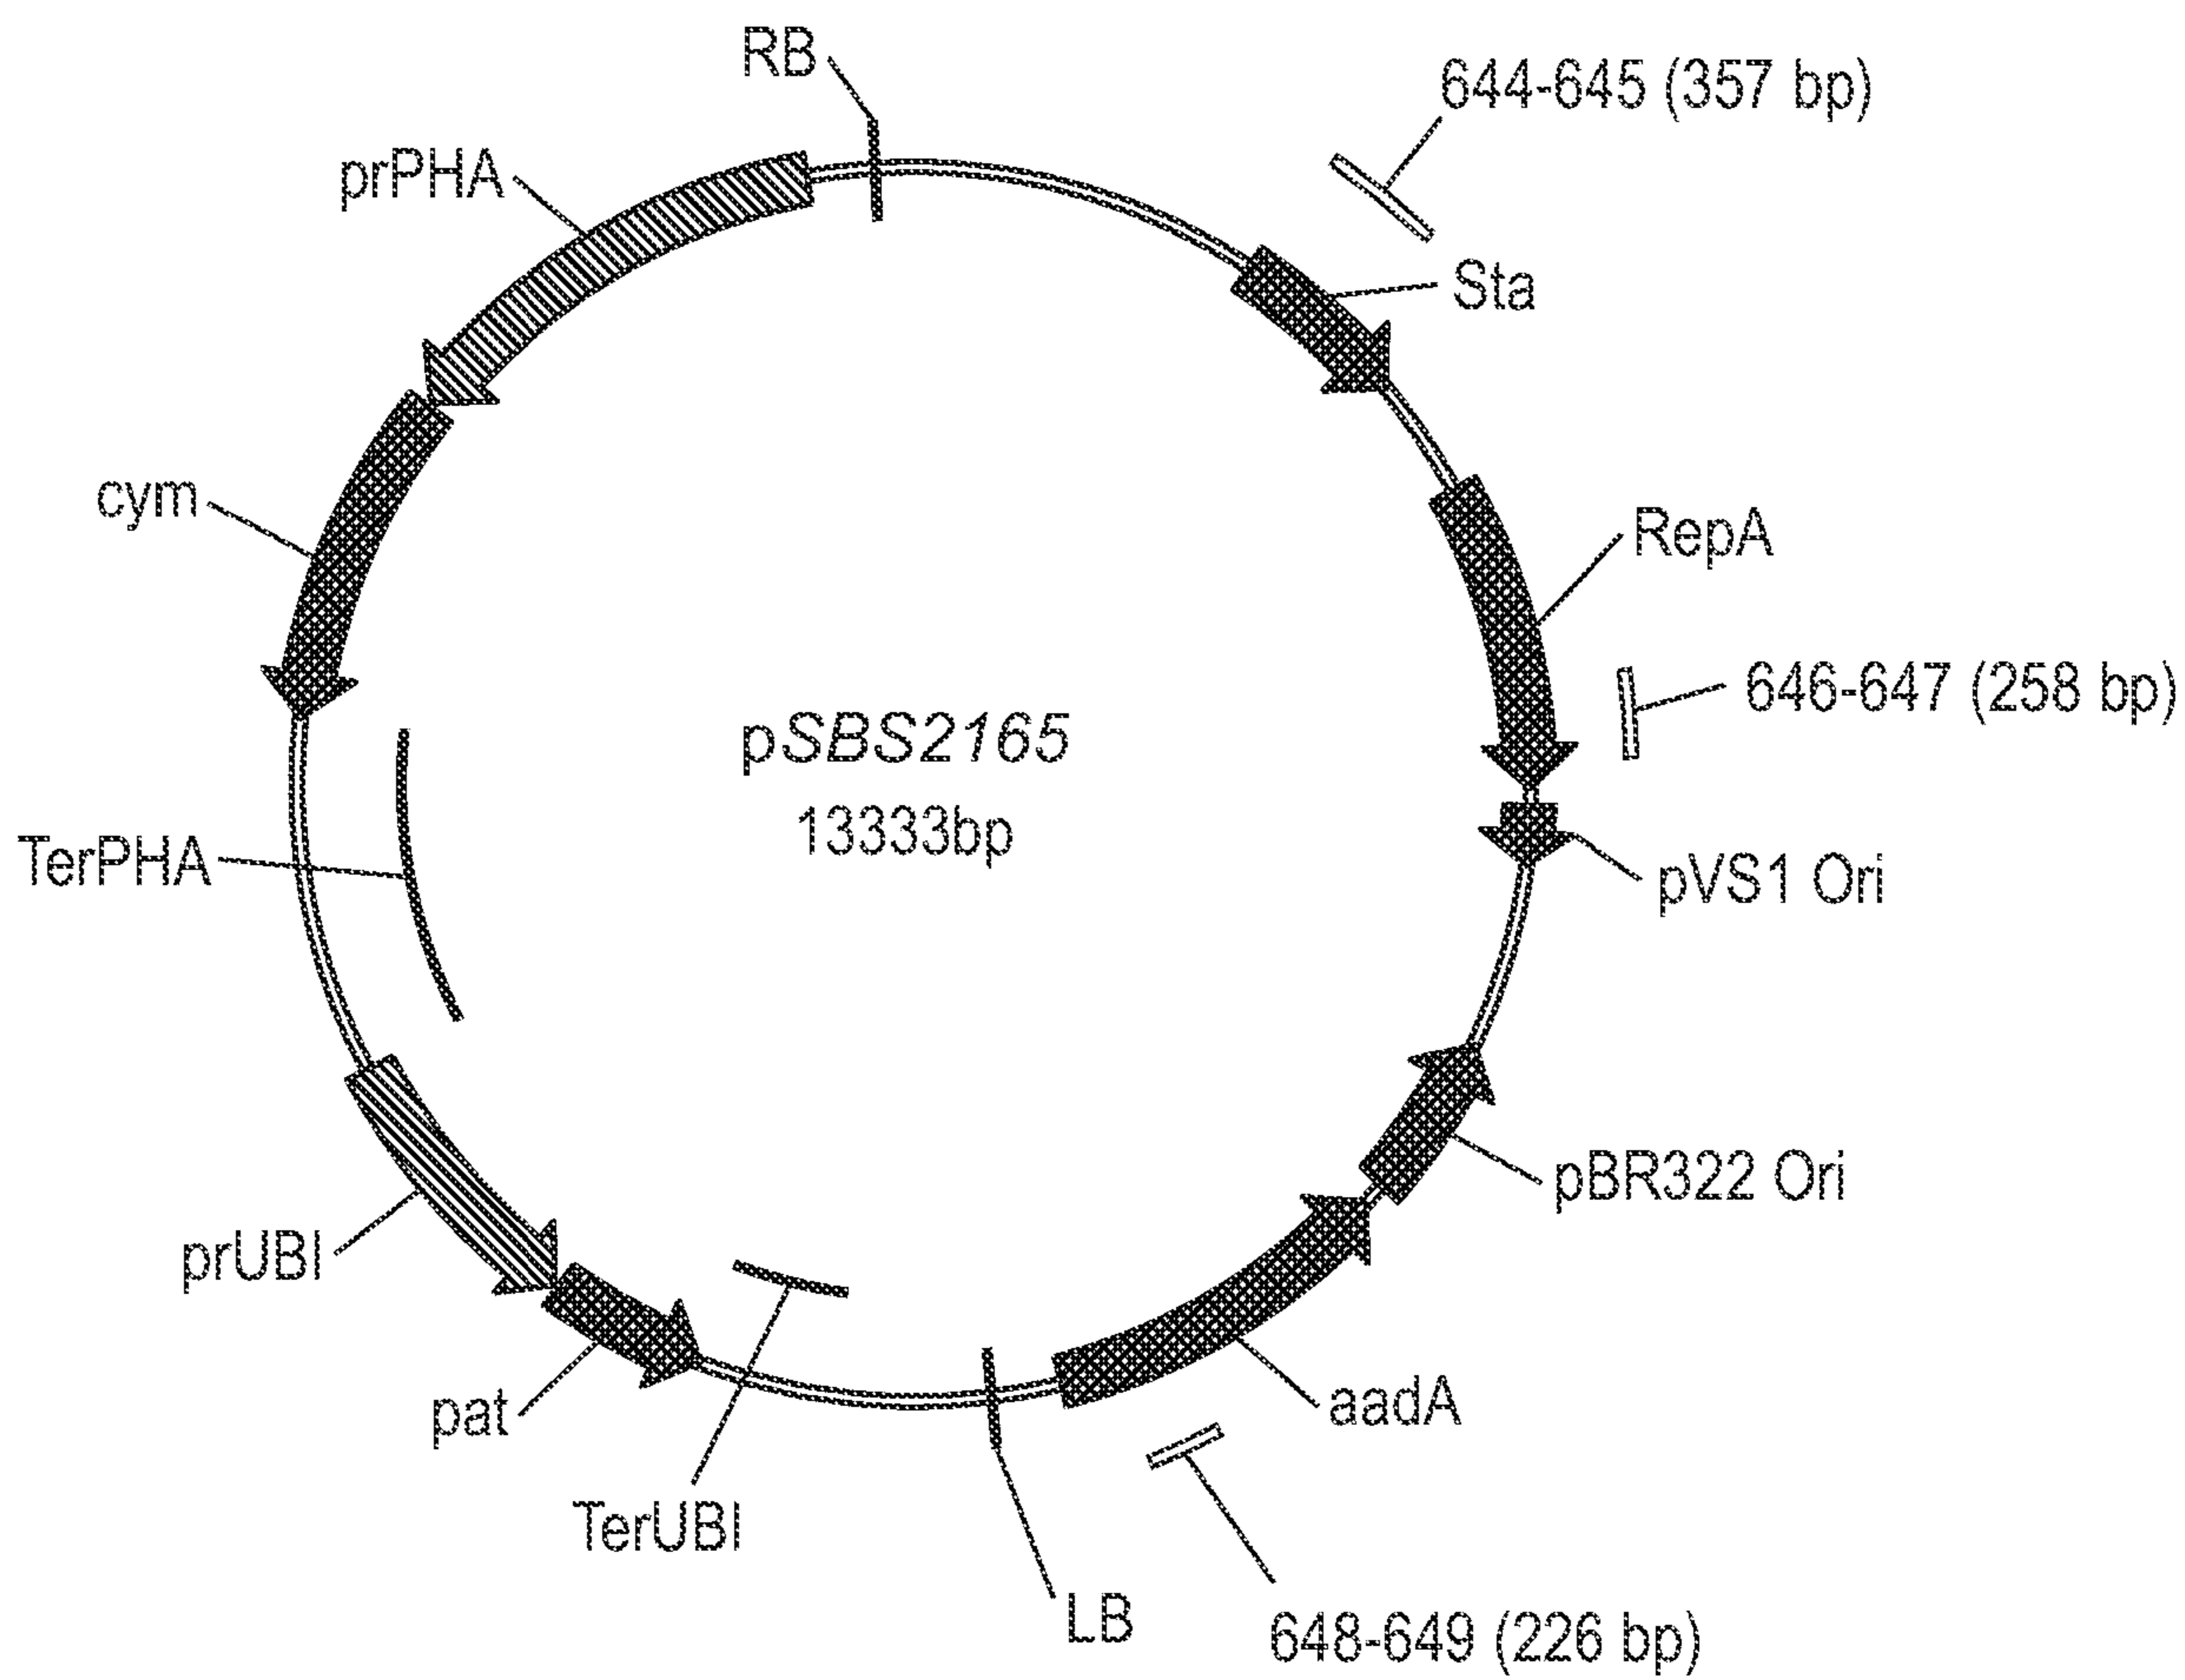 RB
644-645 (357 bp)
prPHA
Sta
cym
RepA
646-647 (258 bp)
pSBS2165
13333bp
TerPHA
pVS1 Ori
pBR322 Ori
prUBI
pat
aadA
TerUBI
LB
648-649 (226 bp)